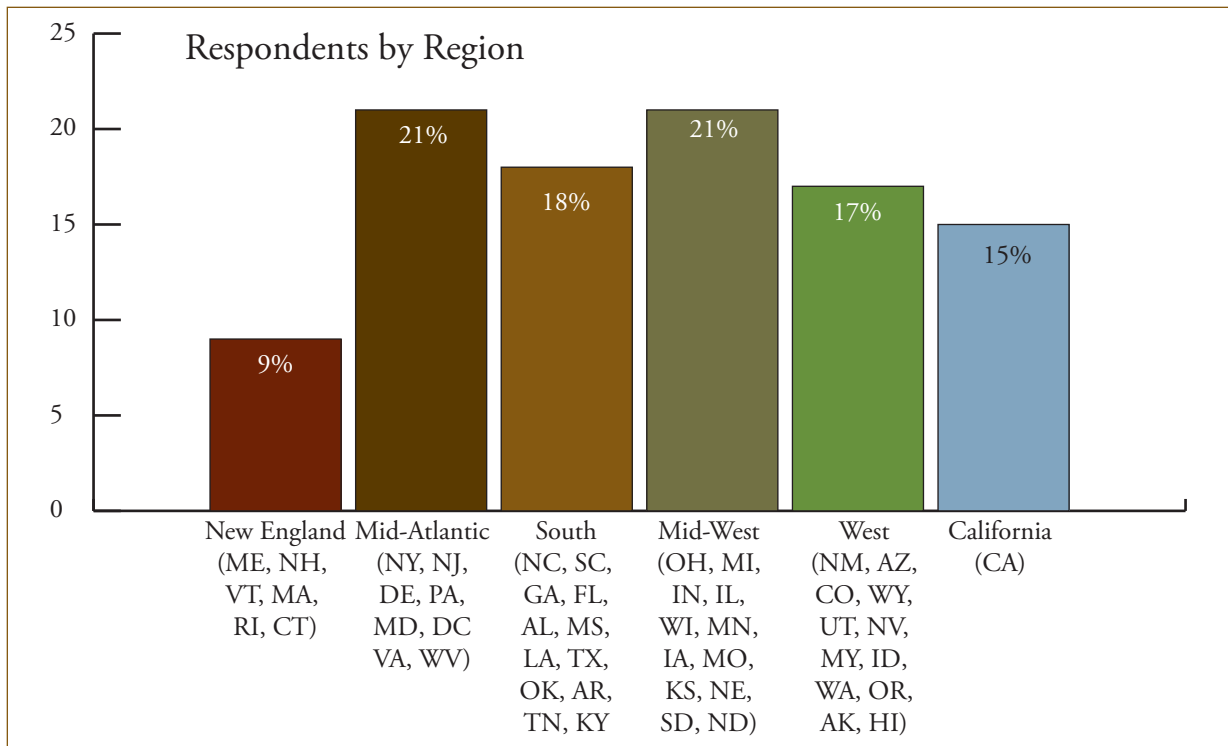 Respondents by Region
25
20
15
10
5
0
9%
21%
18%
21%
17%
15%
New England
(ME, NH,
VT, MA,
RI, CT)
Mid-Atlantic
(NY, NJ,
DE, PA,
MD, DC
VA, WV)
South
(NC, SC,
GA, FL,
AL, MS,
LA, TX,
OK, AR,
TN, KY
Mid-West
(OH, MI,
IN, IL,
WI, MN,
IA, MO,
KS, NE,
SD, ND)
West
(NM, AZ,
CO, WY,
UT, NV,
MY, ID,
WA, OR,
AK, HI)
California
(CA)